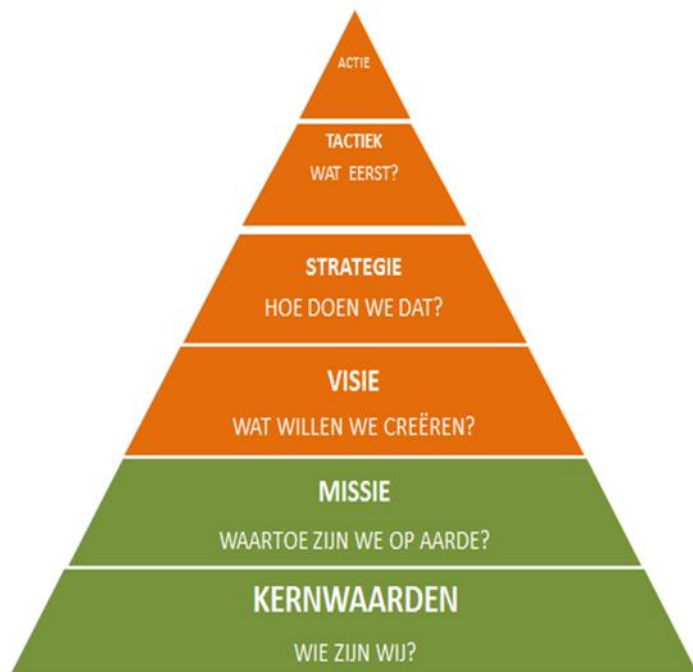 ACTIE
TACTIEK
WAT EERST?
STRATEGIE
HOE DOEN WE DAT?
VISIE
WAT WILLEN WE CREËREN?
MISSIE
WAARTOE ZIJN WE OP AARDE?
KERNWAARDEN
WIE ZIJN WIJ?